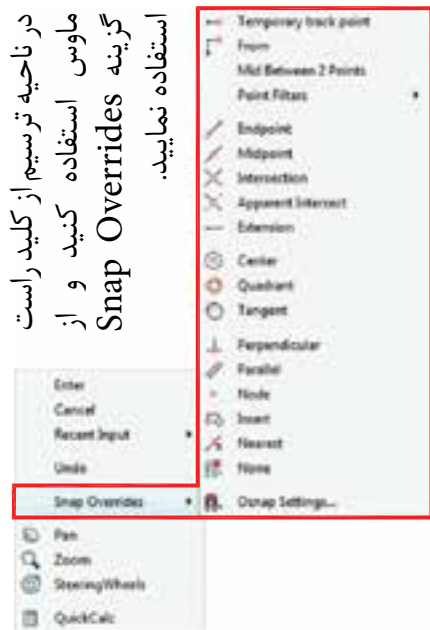 در ناحیه ترسیم از کلید راست
ماوس استفاده کنید و از
گزینه Snap Overrides
استفاده نمایید.
Temporary track point
From
Mid Between 2 Points
Point Filters
Endpoint
Midpoint
Intersection
Apparent Intersect
Extension
Center
Quadrant
Tangent
Perpendicular
Parallel
Node
Insert
Nearest
None
Osnap Settings...
Enter
Cancel
Recent Input
Undo
Snap Overrides
Pan
Zoom
SteeringWheels
QuickCalc